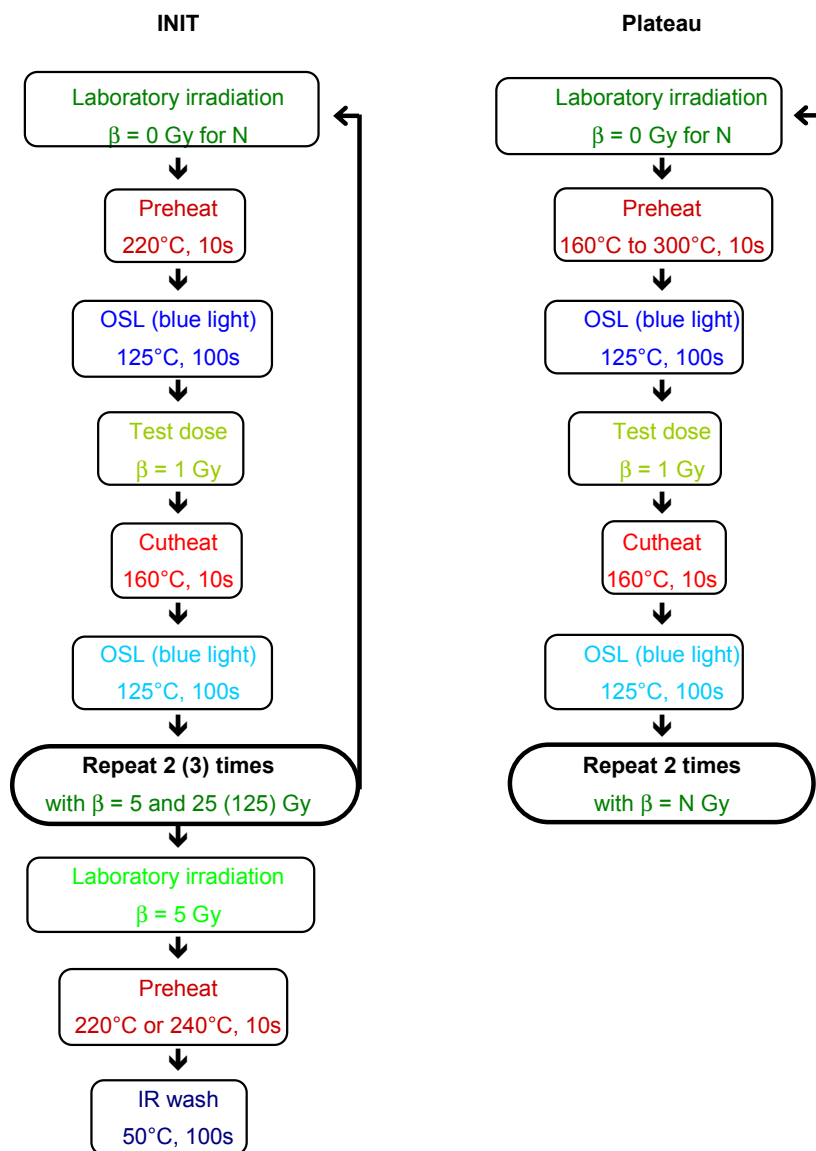 INIT
Laboratory irradiation
β = 0 Gy for N
Preheat
220°C, 10s
OSL (blue light)
125°C, 100s
Test dose
β = 1 Gy
Cutheat
160°C, 10s
OSL (blue light)
125°C, 100s
Repeat 2 (3) times
with β = 5 and 25 (125) Gy
Laboratory irradiation
β = 5 Gy
Preheat
220°C or 240°C, 10s
IR wash
50°C, 100s
Plateau
Laboratory irradiation
β = 0 Gy for N
Preheat
160°C to 300°C, 10s
OSL (blue light)
125°C, 100s
Test dose
β = 1 Gy
Cutheat
160°C, 10s
OSL (blue light)
125°C, 100s
Repeat 2 times
with β = N Gy